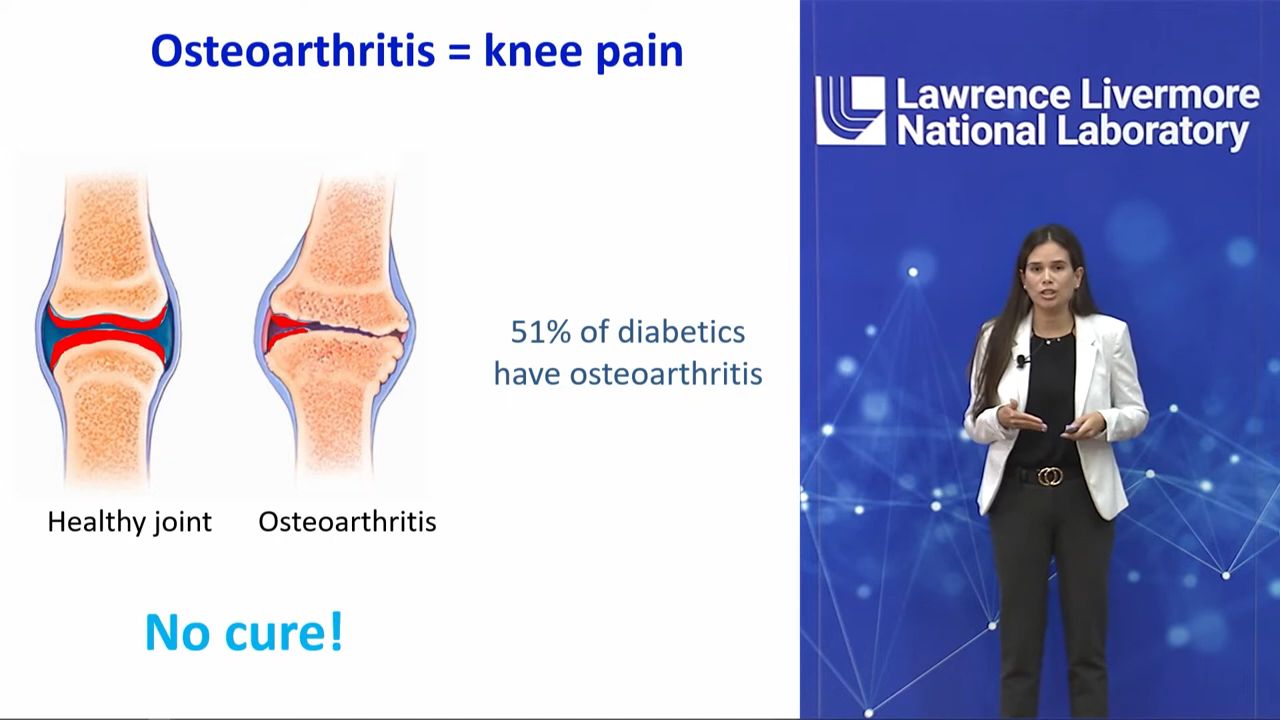 Osteoarthritis = knee pain
Lawrence Livermore
National Laboratory
51% of diabetics
have osteoarthritis
Healthy joint
Osteoarthritis
No cure!